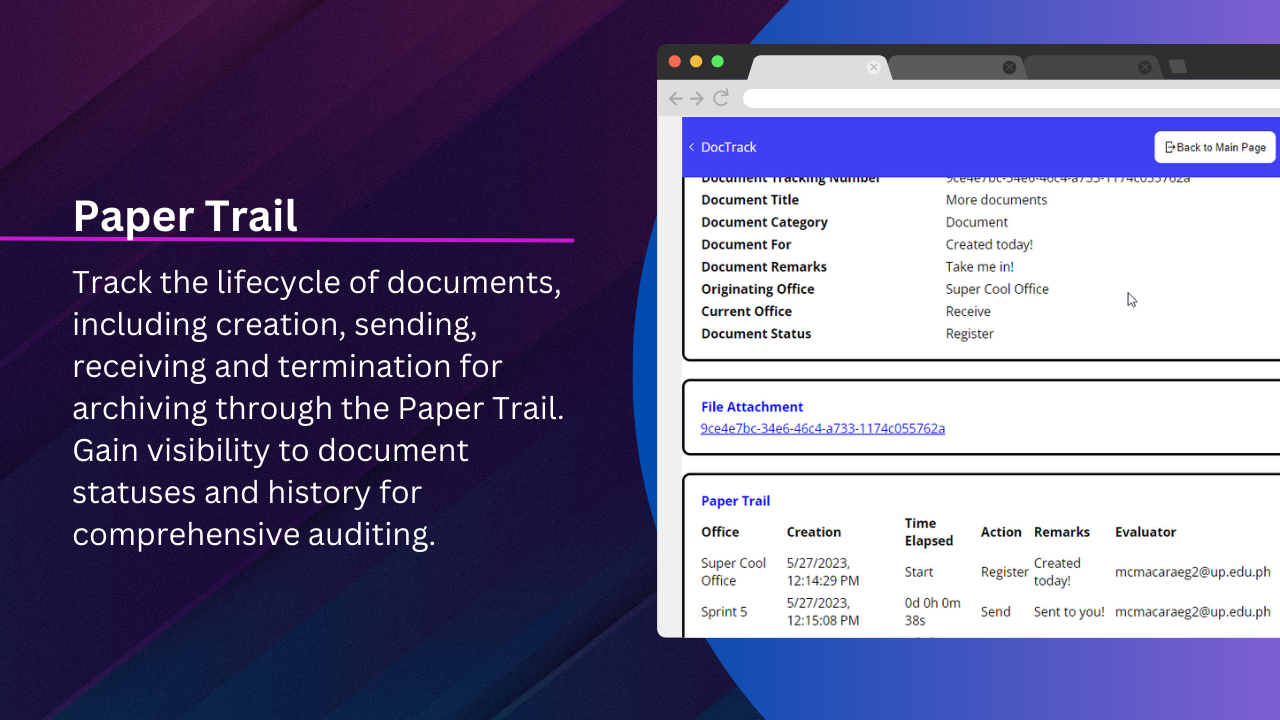 Paper Trail
Track the lifecycle of documents,
including creation, sending,
receiving and termination for
archiving through the Paper Trail.
Gain visibility to document
statuses and history for
comprehensive auditing.
DocTrack
Back to Main Page
Document Tracking Number 9ce4e7bc-34e6-46c4-a733-1174c055762a
Document Title More documents
Document Category Document
Document For Created today!
Document Remarks Take me in!
Originating Office Super Cool Office
Current Office Receive
Document Status Register
File Attachment
9ce4e7bc-34e6-46c4-a733-1174c055762a
Paper Trail
Office Creation Time Elapsed Action Remarks Evaluator
Super Cool Office 5/27/2023, 12:14:29 PM Start Register Created today! mcmacaraeg2@up.edu.ph
Sprint 5 5/27/2023, 12:15:08 PM 0d 0h 0m 38s Send Sent to you! mcmacaraeg2@up.edu.ph